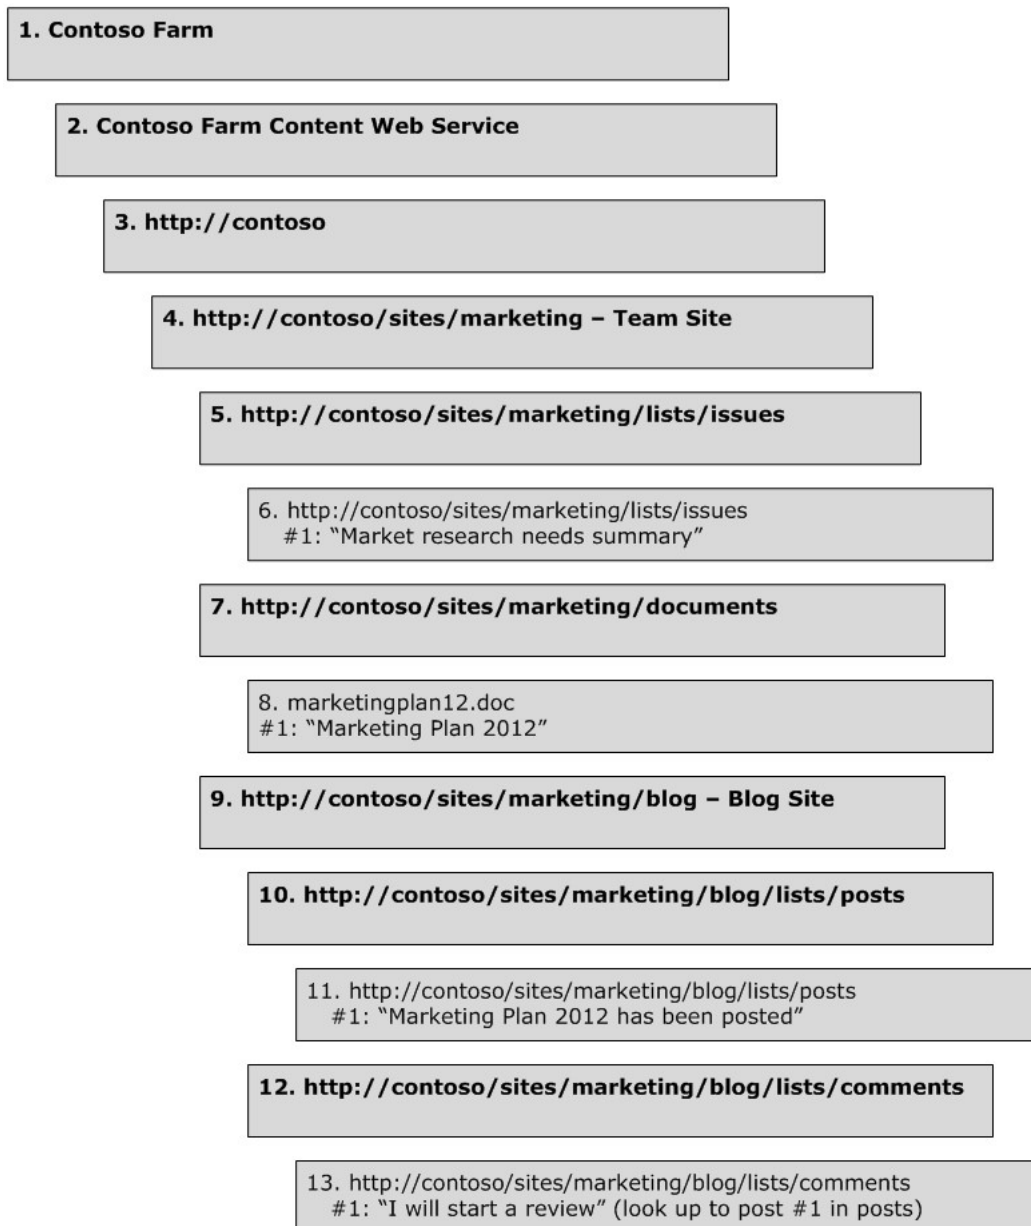 1. Contoso Farm
2. Contoso Farm Content Web Service
3. http://contoso
4. http://contoso/sites/marketing – Team Site
5. http://contoso/sites/marketing/lists/issues
6. http://contoso/sites/marketing/lists/issues
#1: “Market research needs summary”
7. http://contoso/sites/marketing/documents
8. marketingplan12.doc
#1: “Marketing Plan 2012”
9. http://contoso/sites/marketing/blog – Blog Site
10. http://contoso/sites/marketing/blog/lists/posts
11. http://contoso/sites/marketing/blog/lists/posts
#1: “Marketing Plan 2012 has been posted”
12. http://contoso/sites/marketing/blog/lists/comments
13. http://contoso/sites/marketing/blog/lists/comments
#1: “I will start a review” (look up to post #1 in posts)